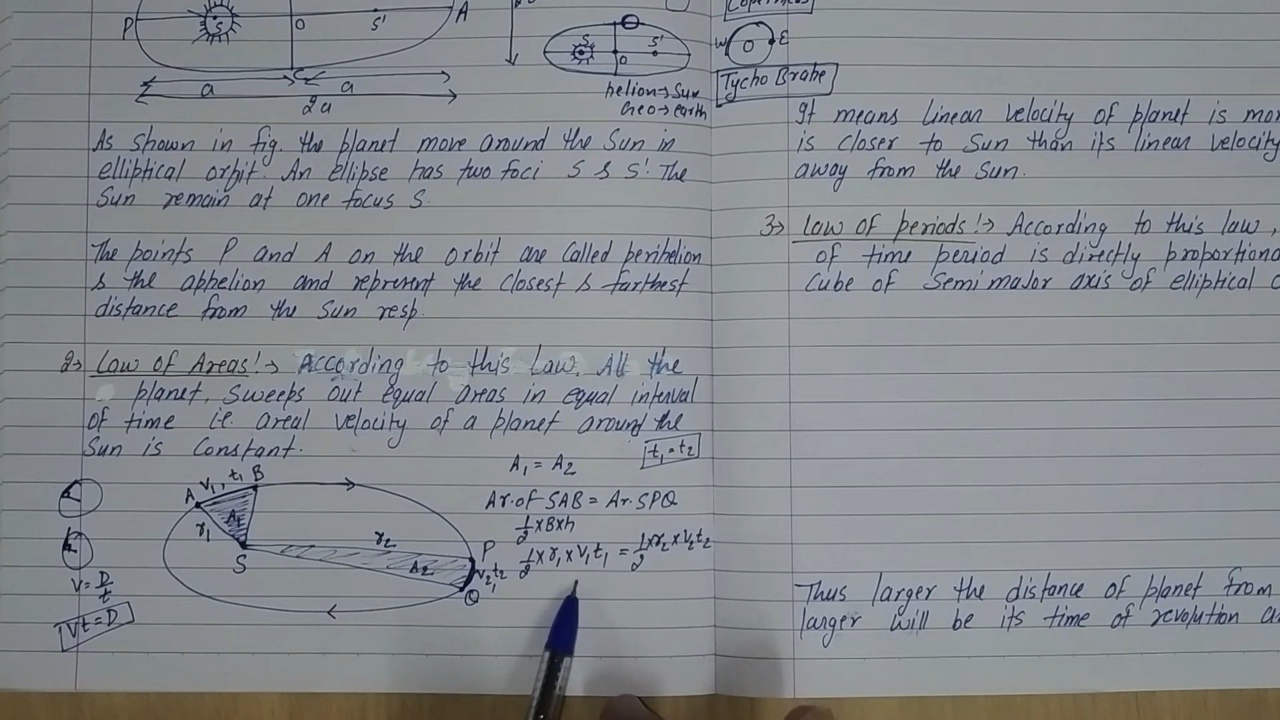 P
S
O
S'
A
a
a
2a
S
O
S'
helion→Sun
Geo→earth
W
O
E
Tycho Brahe
As shown in fig. the planet move around the Sun in
elliptical orbit. An ellipse has two foci S & S'. The
Sun remain at one focus S.
The points P and A on the orbit are called perihelion
& the aphelion and represent the closest & farthest
distance from the Sun resp.
2→ Law of Areas!→ According to this law, All the
planet, sweeps out equal areas in equal interval
of time i.e. areal velocity of a planet around the
Sun is Constant.
t₁ = t₂
A₁ = A₂
Ar. of SAB = Ar. SPQ
1/2 × B × h
1/2 × r₁ × V₁t₁ = 1/2 × r₂ × V₂t₂
A
V₁, t₁
B
A₁
r₁
S
r₂
A₂
P
V₂, t₂
Q
V = D/t
Vt = D
It means linear velocity of planet is
is closer to Sun than its linear velocity
away from the Sun.
3→ Law of periods!→ According to this law,
of time period is directly
Cube of Semi major axis of elliptical
Thus larger the distance of planet from
larger will be its time of revolution